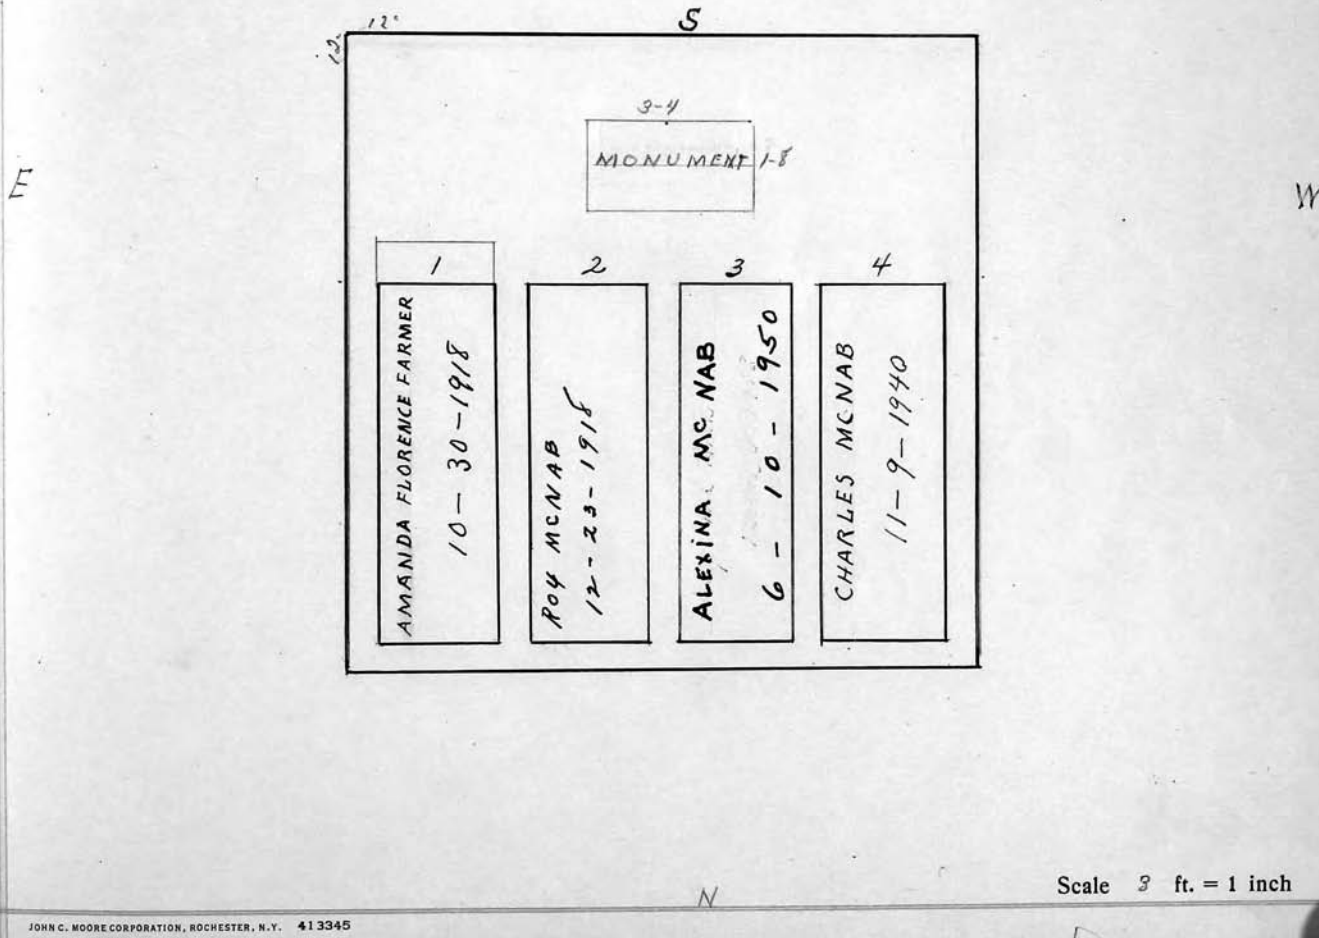 S
12'
12'
3-4
MONUMENT 1-8
E
W
1
2
3
4
AMANDA FLORENCE FARMER
10-30-1918
ROY MCNAB
12-23-1918
ALEXINA MC NAB
6-10-1950
CHARLES MCNAB
11-9-1940
N
Scale 3 ft. = 1 inch
JOHN C. MOORE CORPORATION, ROCHESTER, N.Y. 413345